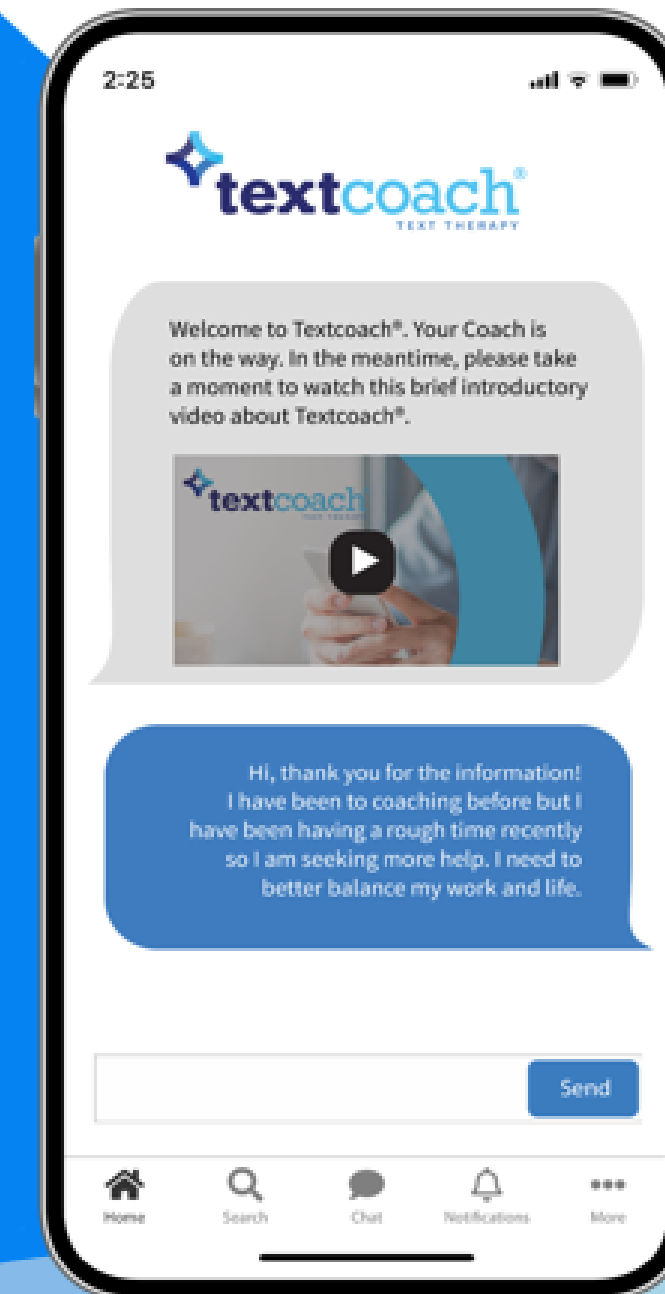 2:25
textcoach®
TEXT THERAPY
Welcome to Textcoach®. Your Coach is
on the way. In the meantime, please take
a moment to watch this brief introductory
video about Textcoach®.
textcoach
TEXT THERAPY
Hi, thank you for the information!
I have been to coaching before but I
have been having a rough time recently
so I am seeking more help. I need to
better balance my work and life.
Send
Home Search Chat Notifications More